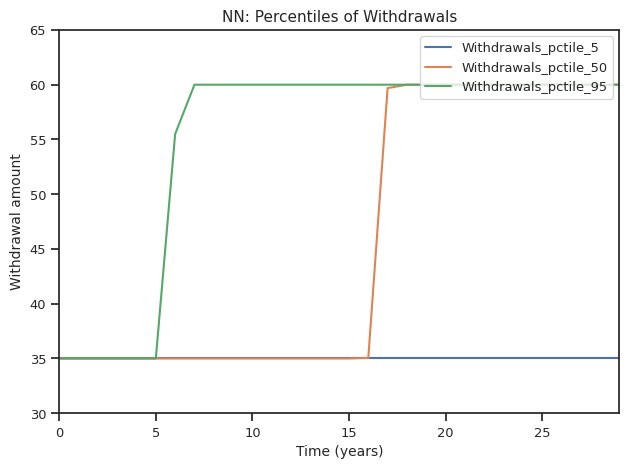 NN: Percentiles of Withdrawals
Withdrawals_pctile_5
Withdrawals_pctile_50
Withdrawals_pctile_95
65
60
55
50
45
40
35
30
Withdrawal amount
0 5 10 15 20 25
Time (years)